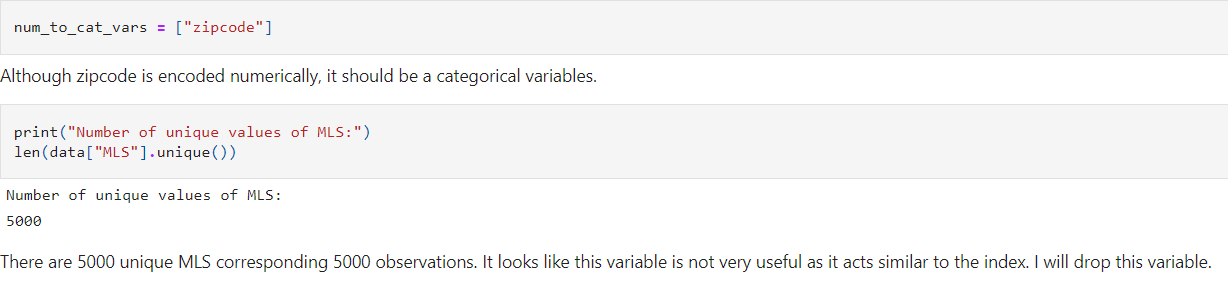 num_to_cat_vars = ["zipcode"]
Although zipcode is encoded numerically, it should be a categorical variables.
print("Number of unique values of MLS:")
len(data["MLS"].unique())
Number of unique values of MLS:
5000
There are 5000 unique MLS corresponding 5000 observations. It looks like this variable is not very useful as it acts similar to the index. I will drop this variable.